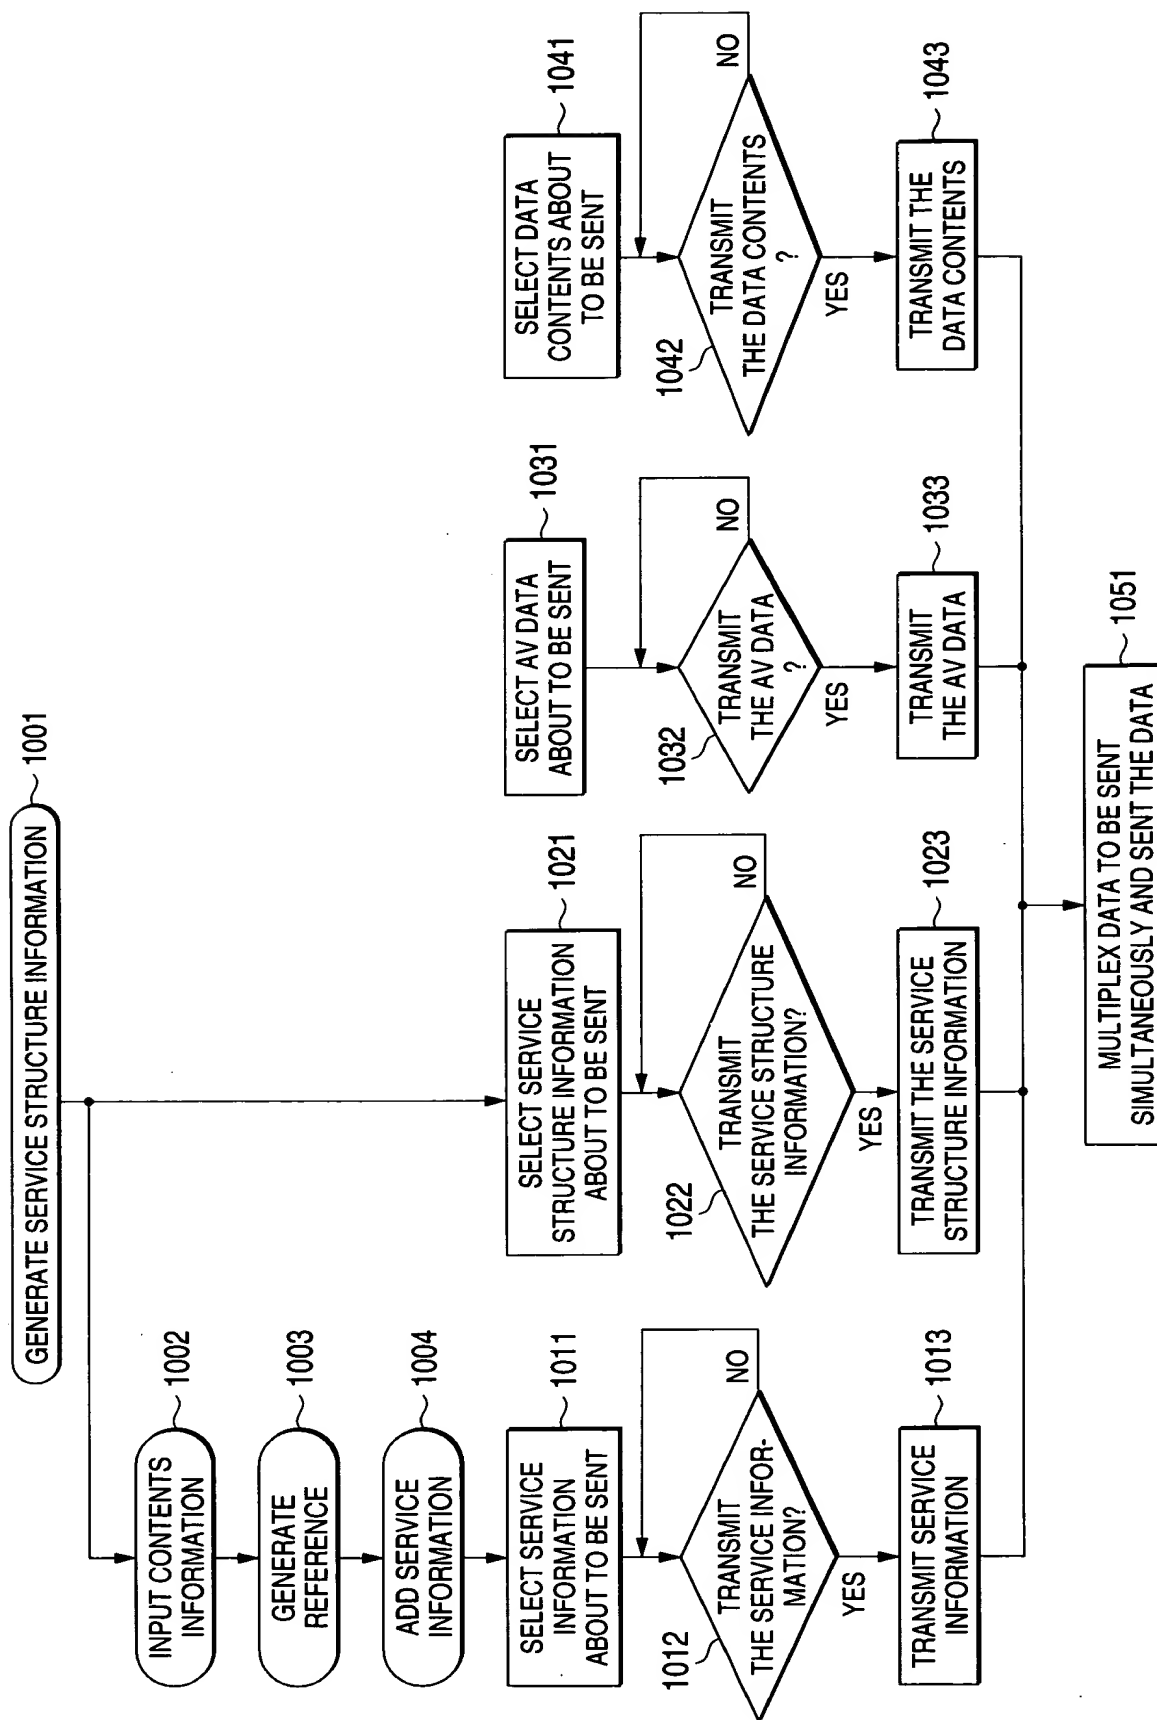 GENERATE SERVICE STRUCTURE INFORMATION
1001
INPUT CONTENTS
INFORMATION
1002
GENERATE
REFERENCE
1003
ADD SERVICE
INFORMATION
1004
SELECT SERVICE
INFORMATION
ABOUT TO BE SENT
1011
TRANSMIT
THE SERVICE INFOR-
MATION?
1012
NO
YES
TRANSMIT SERVICE
INFORMATION
1013
SELECT SERVICE
STRUCTURE INFORMATION
ABOUT TO BE SENT
1021
TRANSMIT
THE SERVICE STRUCTURE
INFORMATION?
1022
NO
YES
TRANSMIT THE SERVICE
STRUCTURE INFORMATION
1023
SELECT AV DATA
ABOUT TO BE SENT
1031
TRANSMIT
THE AV DATA
?
1032
NO
YES
TRANSMIT
THE AV DATA
1033
SELECT DATA
CONTENTS ABOUT
TO BE SENT
1041
TRANSMIT
THE DATA CONTENTS
?
1042
NO
YES
TRANSMIT THE
DATA CONTENTS
1043
MULTIPLEX DATA TO BE SENT
SIMULTANEOUSLY AND SENT THE DATA
1051